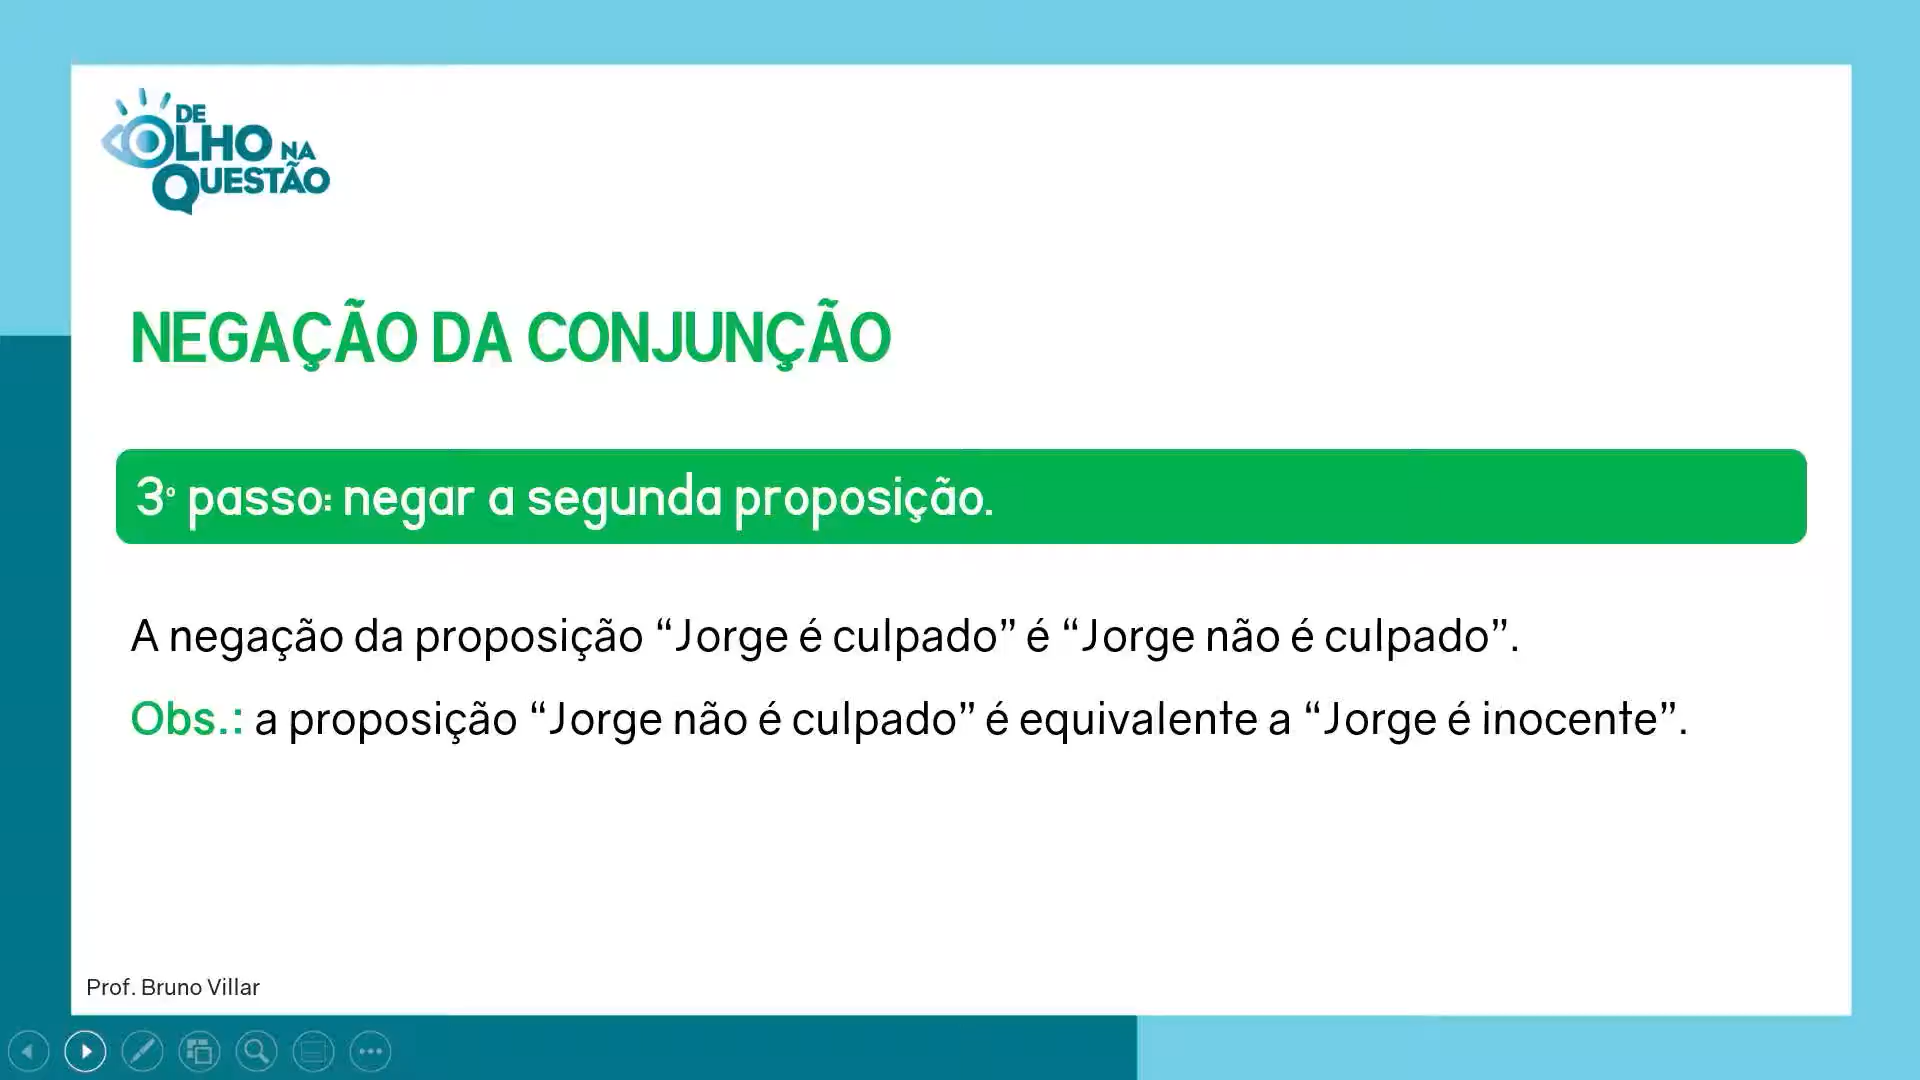 DE
OLHO NA
QUESTÃO
NEGAÇÃO DA CONJUNÇÃO
3º passo: negar a segunda proposição.
A negação da proposição “Jorge é culpado” é “Jorge não é culpado”.
Obs.: a proposição “Jorge não é culpado” é equivalente a “Jorge é inocente”.
Prof. Bruno Villar